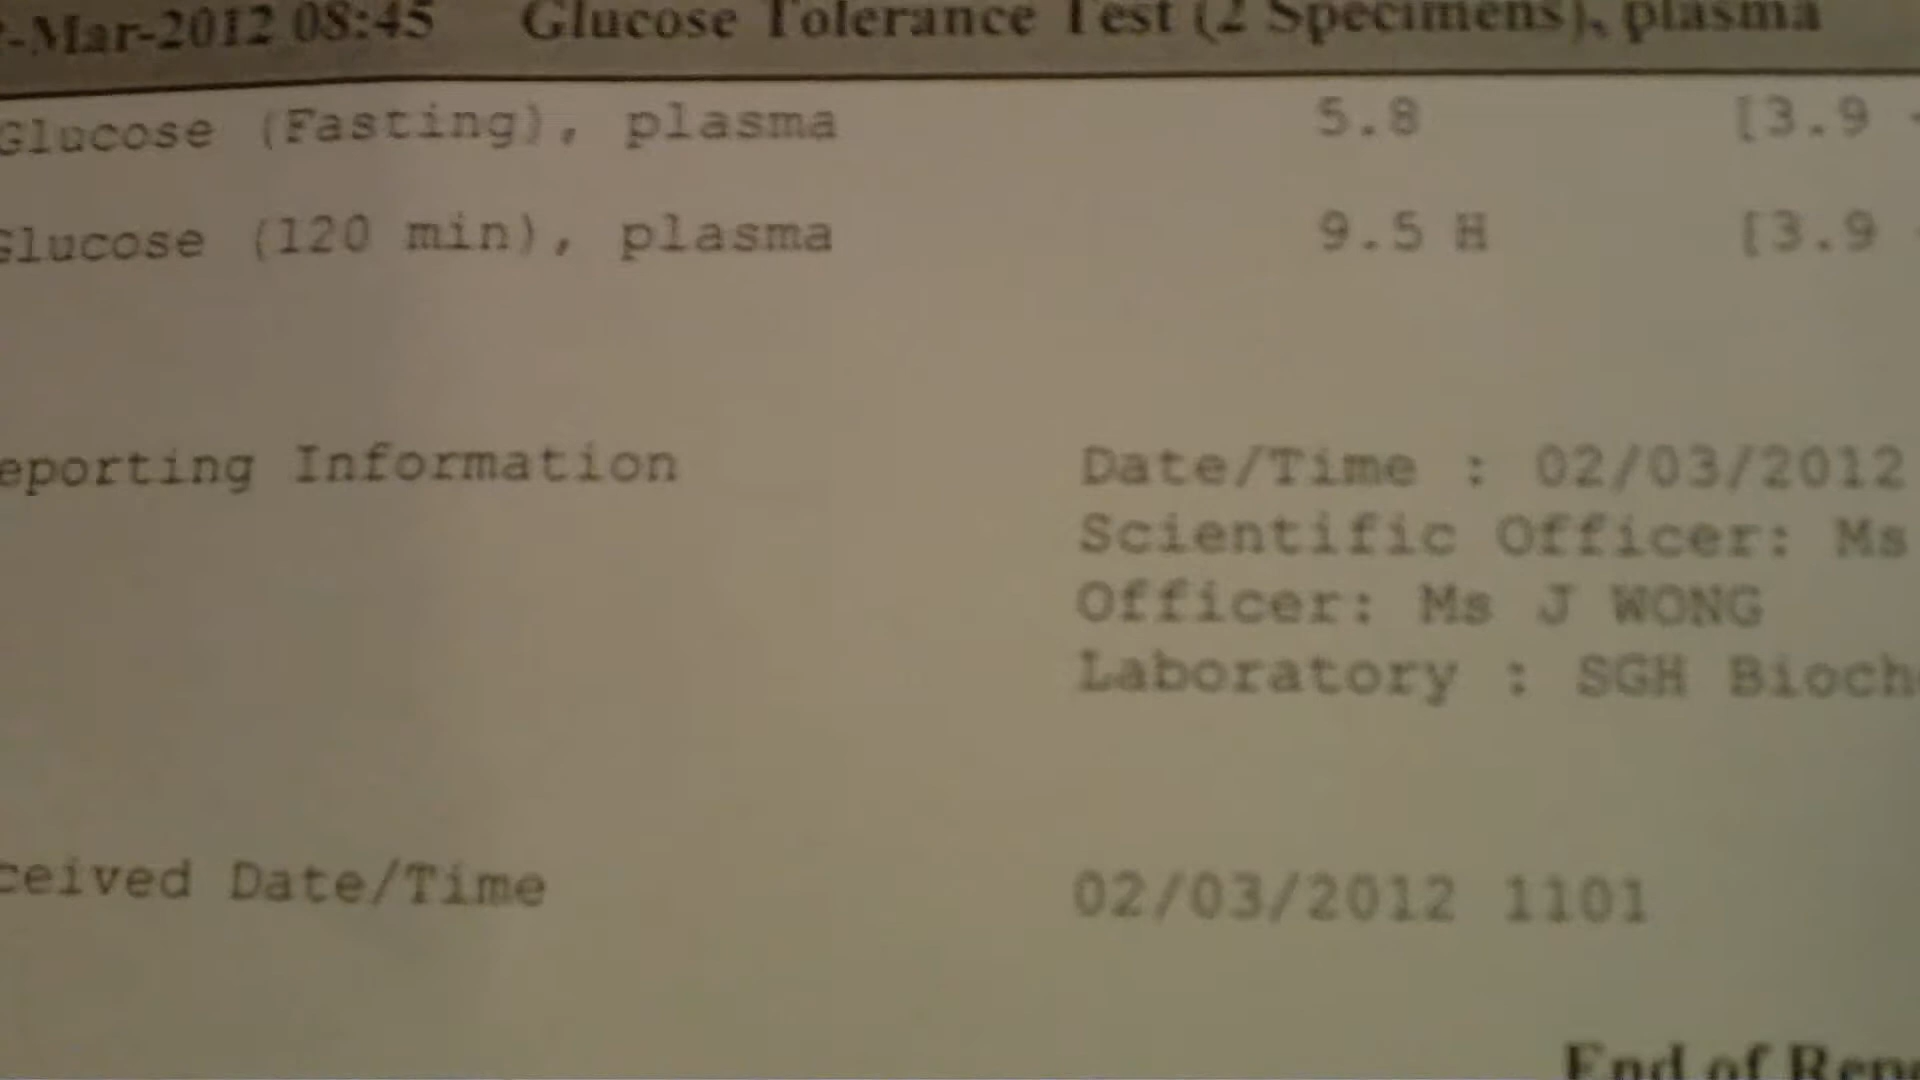 -Mar-2012 08:45 Glucose Tolerance Test (2 Specimens), plasma
Glucose (Fasting), plasma 5.8 [3.9 -
Glucose (120 min), plasma 9.5 H [3.9 -
eporting Information Date/Time : 02/03/2012
Scientific Officer: Ms
Officer: Ms J WONG
Laboratory : SGH Bioch
ceived Date/Time 02/03/2012 1101
End of Rep